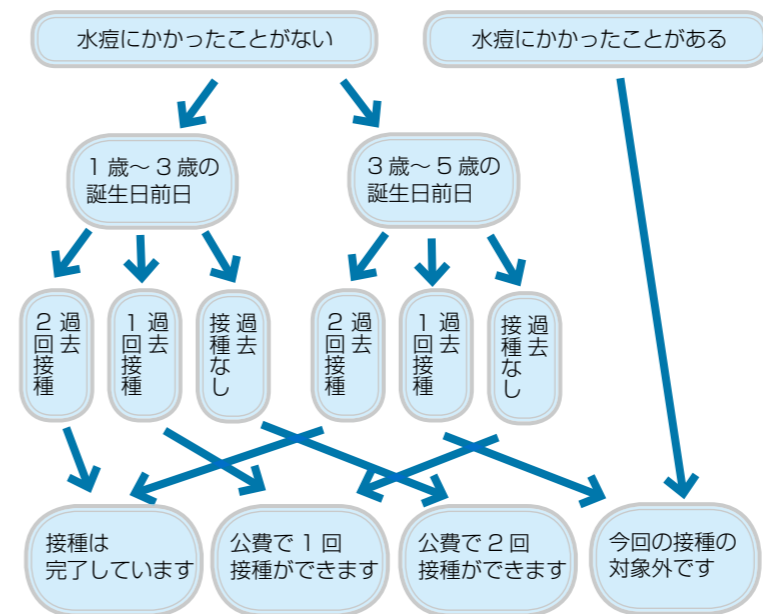 水痘にかかったことがない
水痘にかかったことがある
1歳～3歳の
誕生日前日
3歳～5歳の
誕生日前日
過去
2回接種
過去
1回接種
過去
接種なし
過去
2回接種
過去
1回接種
過去
接種なし
接種は
完了しています
公費で1回
接種ができます
公費で2回
接種ができます
今回の接種の
対象外です